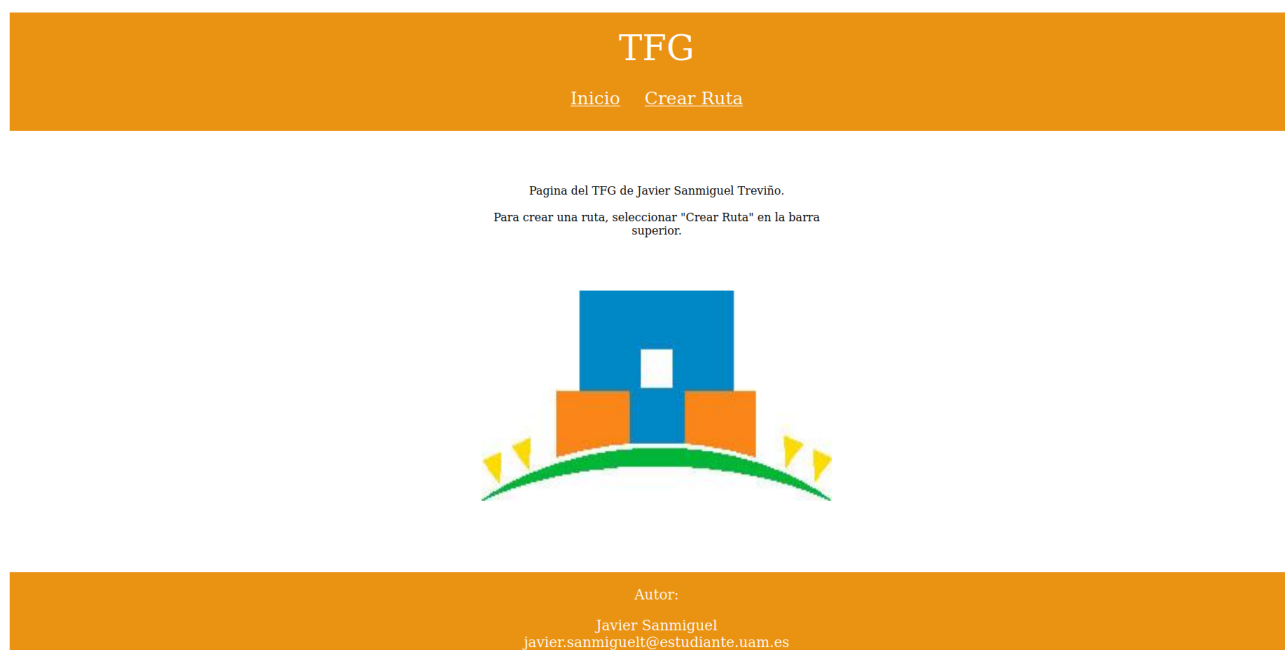 TFG
Inicio Crear Ruta
Pagina del TFG de Javier Sanmiguel Treviño.
Para crear una ruta, seleccionar "Crear Ruta" en la barra
superior.
Autor:
Javier Sanmiguel
javier.sanmiguelt@estudiante.uam.es